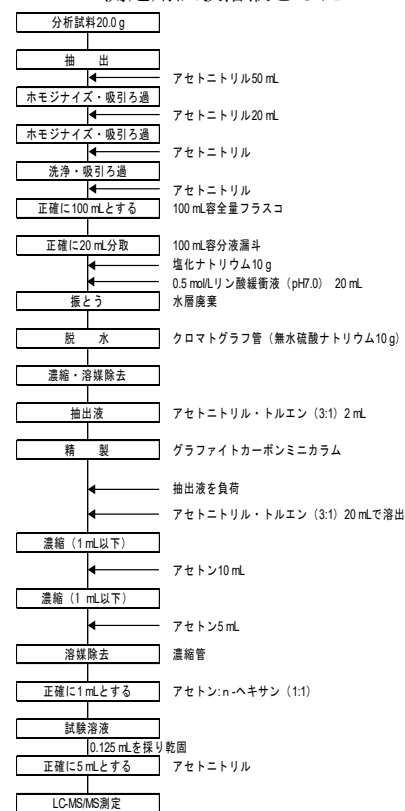 分析試料20.0 g
抽 出
アセトニトリル50 mL
ホモジナイズ・吸引ろ過
アセトニトリル20 mL
ホモジナイズ・吸引ろ過
アセトニトリル
洗浄・吸引ろ過
アセトニトリル
正確に100 mLとする 100 mL容全量フラスコ
正確に20 mL分取 100 mL容分液漏斗
塩化ナトリウム10 g
0.5 mol/Lリン酸緩衝液（pH7.0） 20 mL
振とう 水層廃棄
脱 水 クロマトグラフ管（無水硫酸ナトリウム10 g）
濃縮・溶媒除去
抽出液 アセトニトリル・トルエン（3:1）2 mL
精 製 グラファイトカーボンミニカラム
抽出液を負荷
アセトニトリル・トルエン（3:1）20 mLで溶出
濃縮（1 mL以下）
アセトン10 mL
濃縮（1 mL以下）
アセトン5 mL
溶媒除去 濃縮管
正確に1 mLとする アセトン:n-ヘキサン（1:1）
試験溶液
0.125 mLを採り乾固
正確に5 mLとする アセトニトリル
LC-MS/MS測定